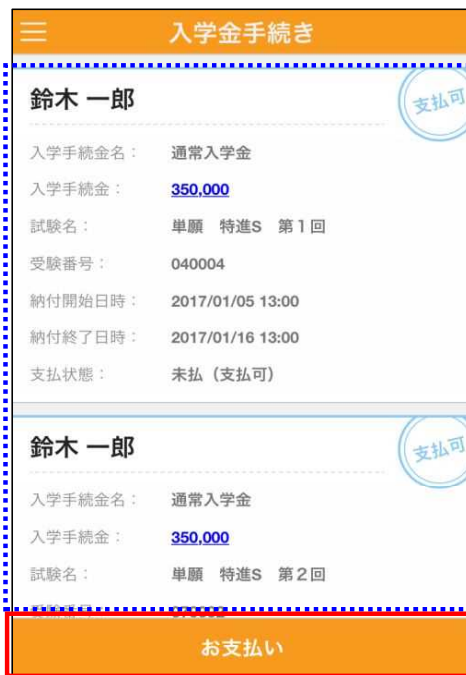 入学金手続き
鈴木 一郎
支払可
入学手続金名： 通常入学金
入学手続金： 350,000
試験名： 単願 特進S 第1回
受験番号： 040004
納付開始日時： 2017/01/05 13:00
納付終了日時： 2017/01/16 13:00
支払状態： 未払（支払可）
鈴木 一郎
支払可
入学手続金名： 通常入学金
入学手続金： 350,000
試験名： 単願 特進S 第2回
お支払い